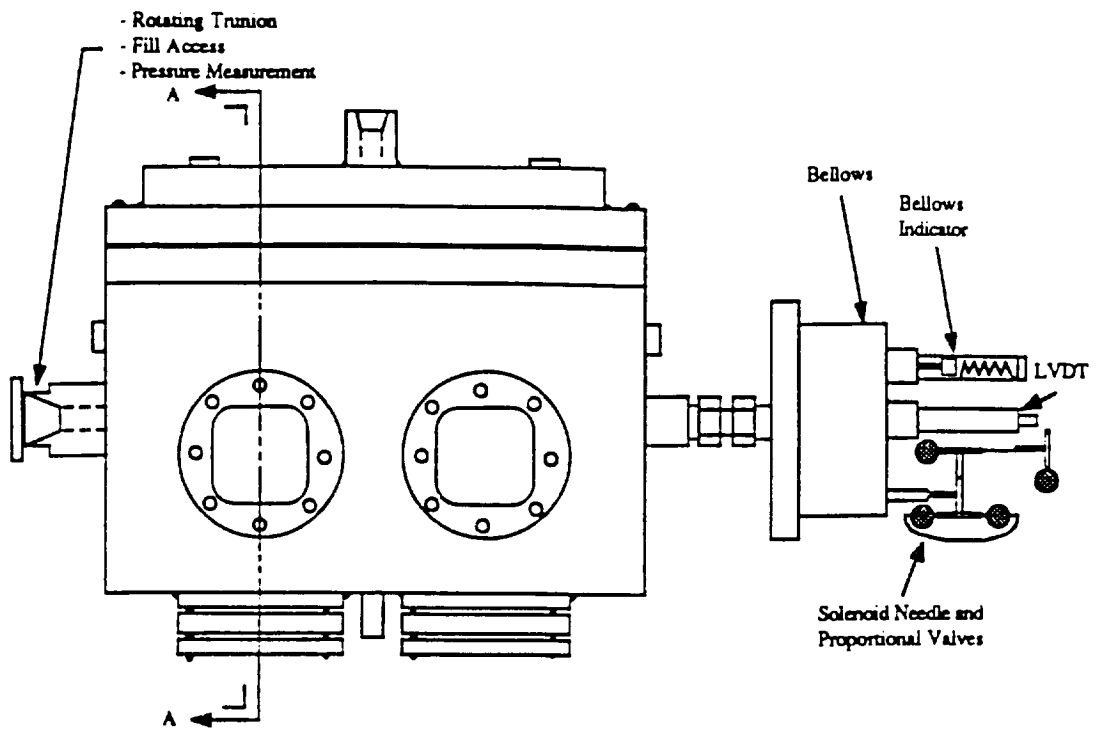 - Rotating Trunion
- Fill Access
- Pressure Measurement
A
Bellows
Bellows
Indicator
LVDT
Solenoid Needle and
Proportional Valves
A